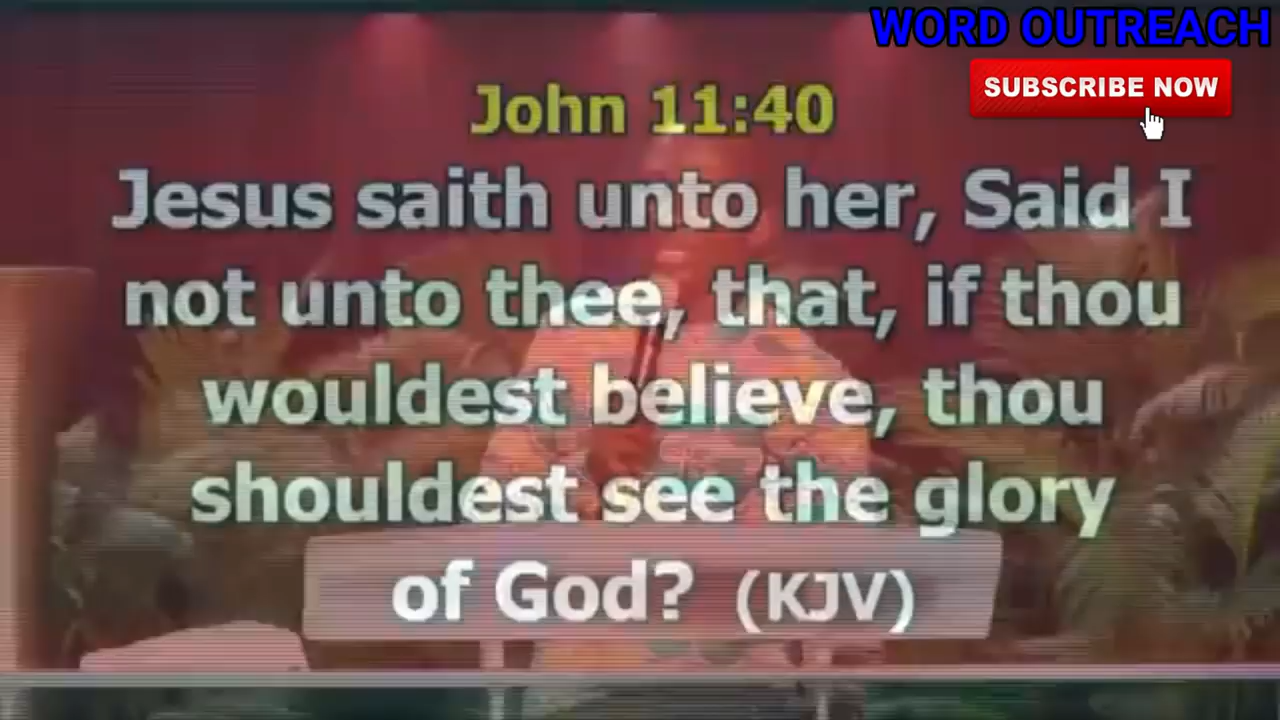 WORD OUTREACH
SUBSCRIBE NOW
John 11:40
Jesus saith unto her, Said I
not unto thee, that, if thou
wouldest believe, thou
shouldest see the glory
of God? (KJV)